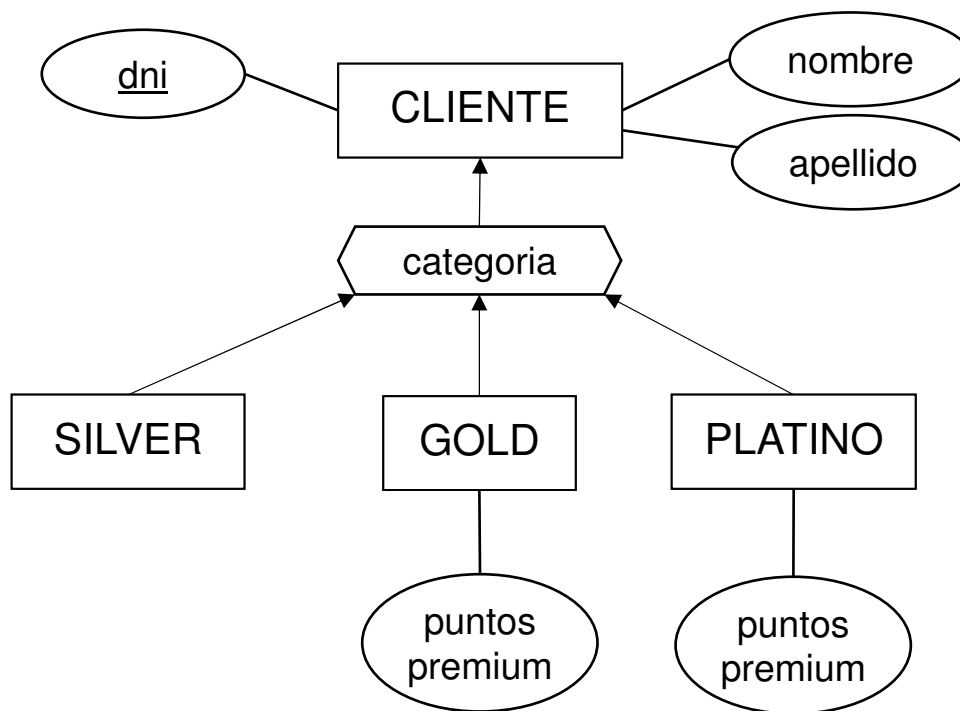 dni
CLIENTE
nombre
apellido
categoria
SILVER
GOLD
PLATINO
puntos
premium
puntos
premium